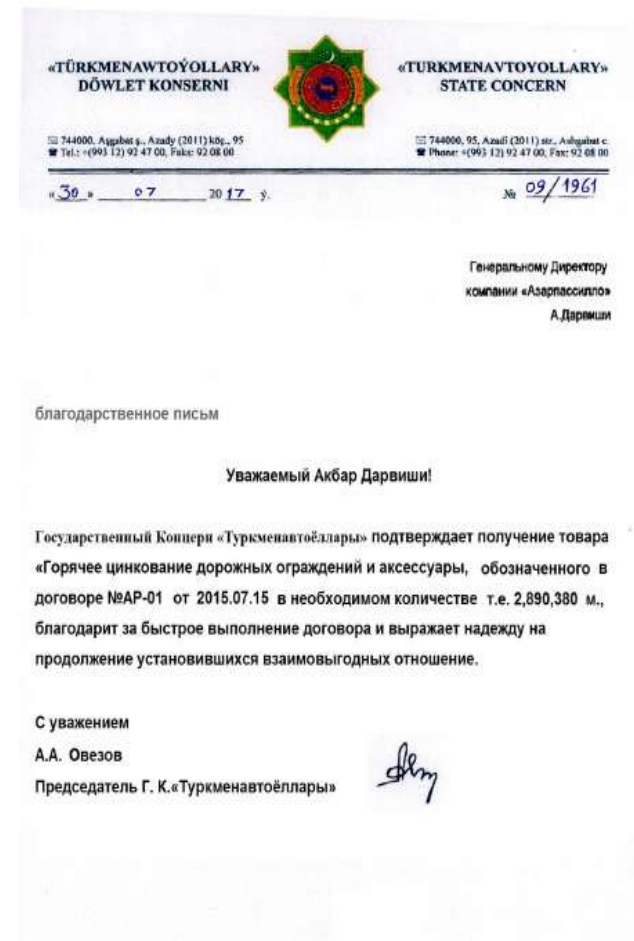 «TÜRKMENAWTOÝOLLARY»
DÖWLET KONSERNI
«TURKMENAVTOYOLLARY»
STATE CONCERN
744000, Aşgabat ş., Azady (2011) köç., 95
Tel.: +(993 12) 92 47 00, Faks: 92 08 00
744000, 95, Azadi (2011) str., Ashgabat c.
Phone: +(993 12) 92 47 00, Fax: 92 08 00
«30» 07 2017 ý.
№ 09/1961
Генеральному Директору
компании «Азарпассилло»
А.Дарвиши
благодарственное письм
Уважаемый Акбар Дарвиши!
Государственный Концерн «Туркменавтоёллары» подтверждает получение товара
«Горячее цинкование дорожных ограждений и аксессуары, обозначенного в
договоре №АР-01 от 2015.07.15 в необходимом количестве т.е. 2,890,380 м.,
благодарит за быстрое выполнение договора и выражает надежду на
продолжение установившихся взаимовыгодных отношение.
С уважением
А.А. Овезов
Председатель Г. К.«Туркменавтоёллары»